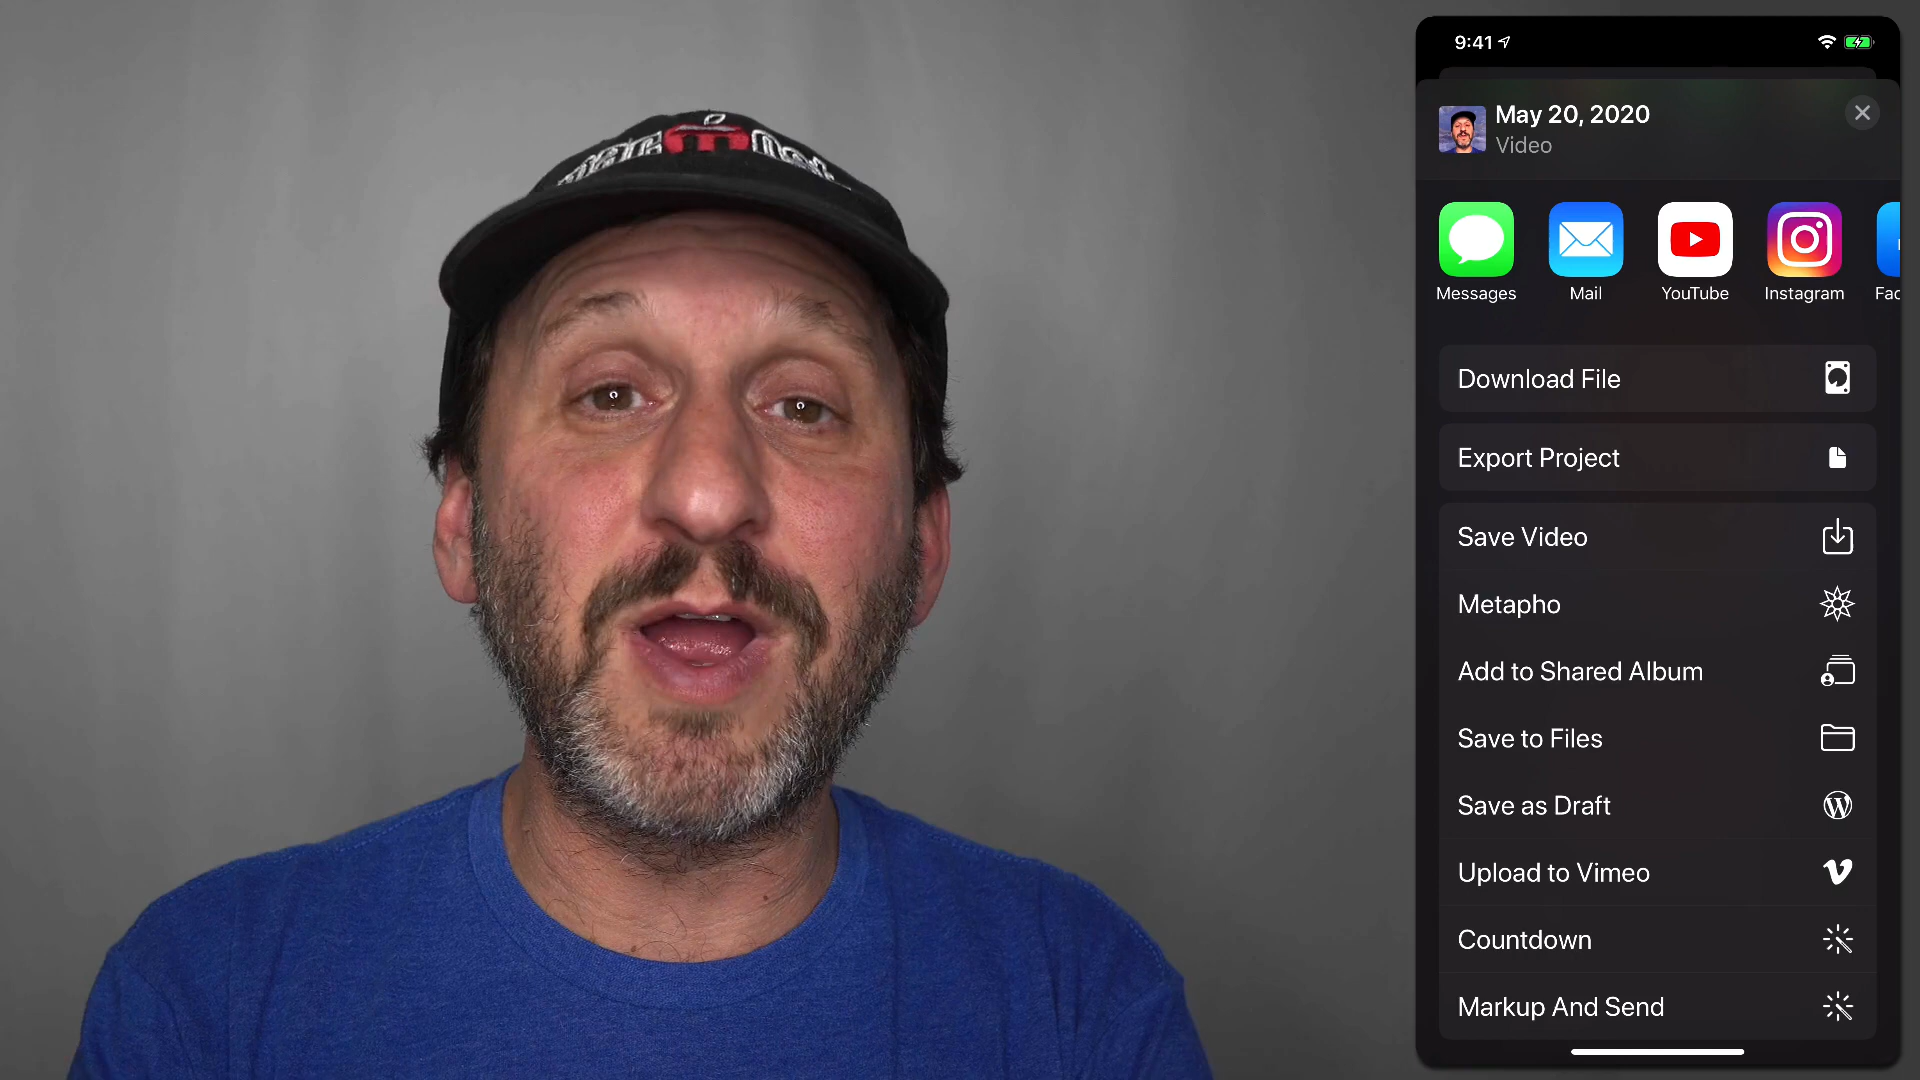 9:41
May 20, 2020
Video
Messages
Mail
YouTube
Instagram
Fac
Download File
Export Project
Save Video
Metapho
Add to Shared Album
Save to Files
Save as Draft
Upload to Vimeo
Countdown
Markup And Send